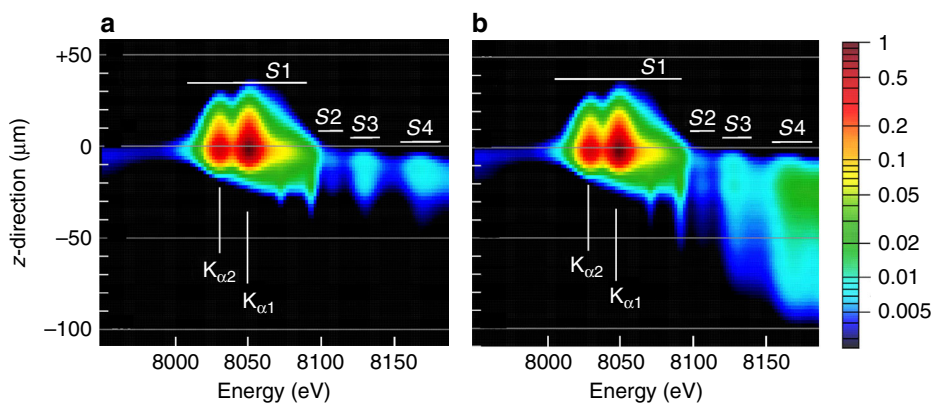 a
b
S1
S2
S3
S4
S1
S2
S3
S4
+50
0
−50
−100
z-direction (μm)
Kα2
Kα1
Kα2
Kα1
8000 8050 8100 8150
8000 8050 8100 8150
Energy (eV)
Energy (eV)
1
0.5
0.2
0.1
0.05
0.02
0.01
0.005